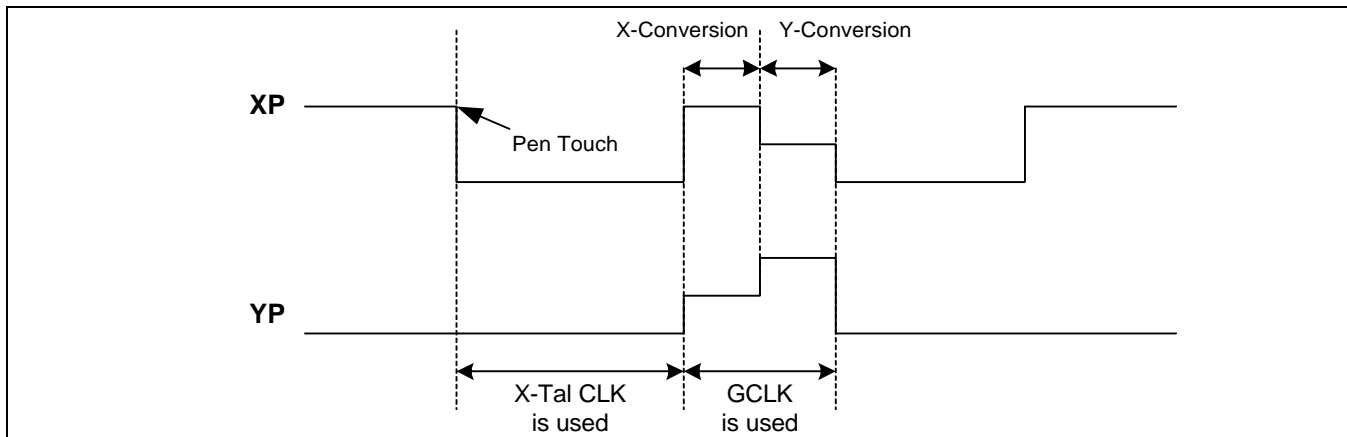 X-Conversion Y-Conversion
XP
Pen Touch
YP
X-Tal CLK
is used
GCLK
is used